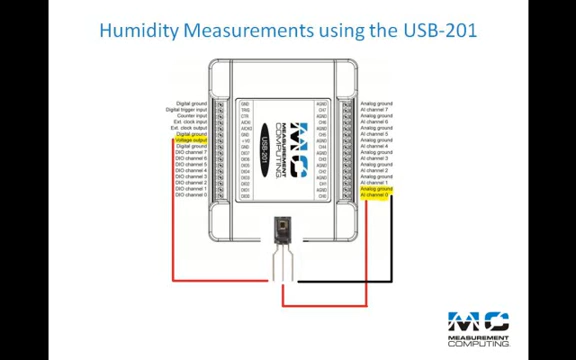 Humidity Measurements using the USB-201
Digital ground
Digital trigger input
Counter input
Ext. clock input
Ext. clock output
Digital ground
Voltage output
Digital ground
DIO channel 7
DIO channel 6
DIO channel 5
DIO channel 4
DIO channel 3
DIO channel 2
DIO channel 1
DIO channel 0
GND
TRIG
CTR
GND
+VO
GND
DIO7
DIO6
DIO5
DIO4
DIO3
DIO2
DIO1
DIO0
USB-201
MEASUREMENT
COMPUTING
AGND
CH7
AGND
CH6
AGND
CH5
AGND
CH4
AGND
CH3
AGND
CH2
AGND
CH1
AGND
CH0
Analog ground
AI channel 7
Analog ground
AI channel 6
Analog ground
AI channel 5
Analog ground
AI channel 4
Analog ground
AI channel 3
Analog ground
AI channel 2
Analog ground
AI channel 1
Analog ground
AI channel 0
MC
MEASUREMENT
COMPUTING